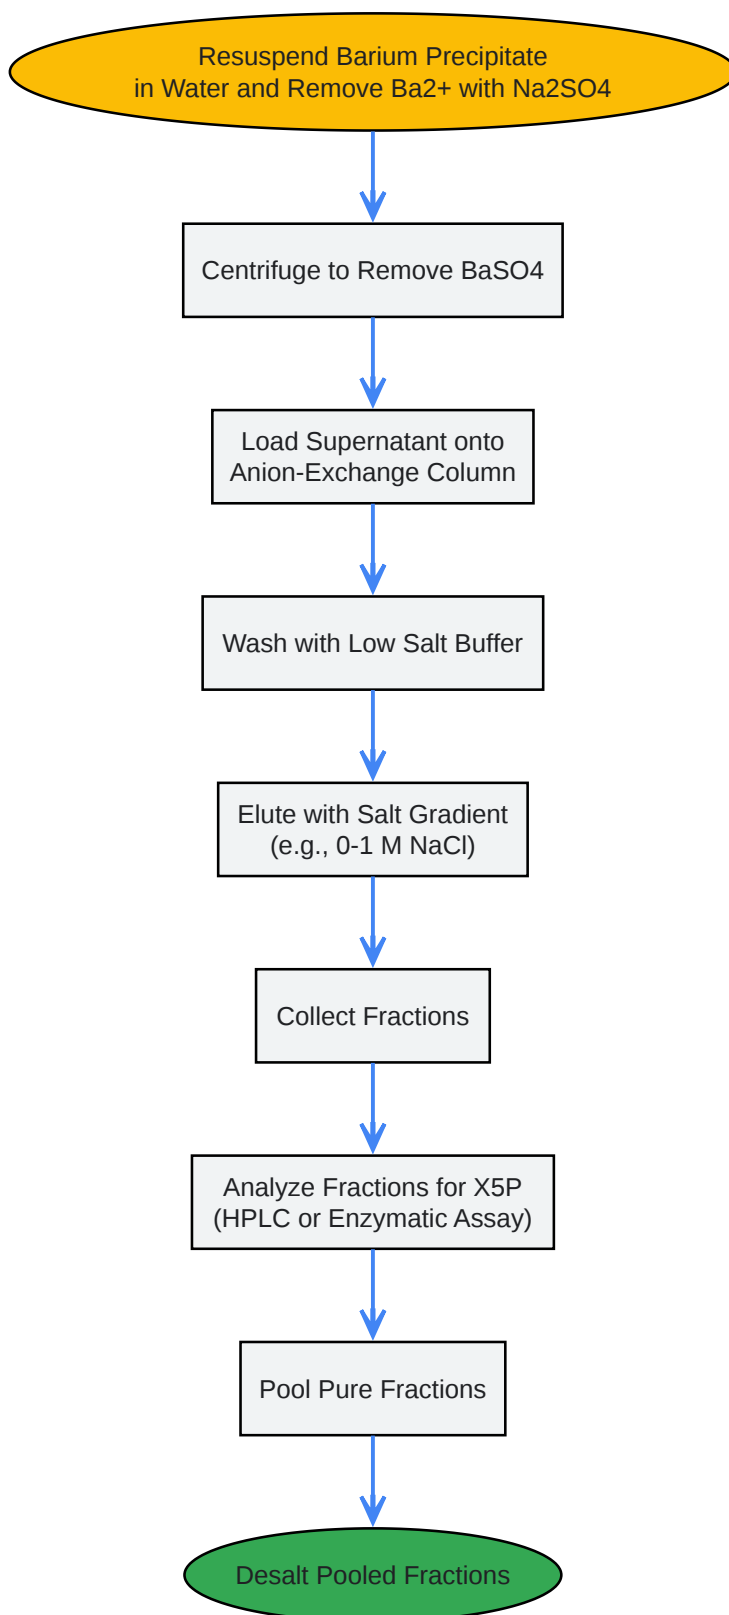 Resuspend Barium Precipitate
in Water and Remove Ba2+ with Na2SO4
Centrifuge to Remove BaSO4
Load Supernatant onto
Anion-Exchange Column
Wash with Low Salt Buffer
Elute with Salt Gradient
(e.g., 0-1 M NaCl)
Collect Fractions
Analyze Fractions for X5P
(HPLC or Enzymatic Assay)
Pool Pure Fractions
Desalt Pooled Fractions